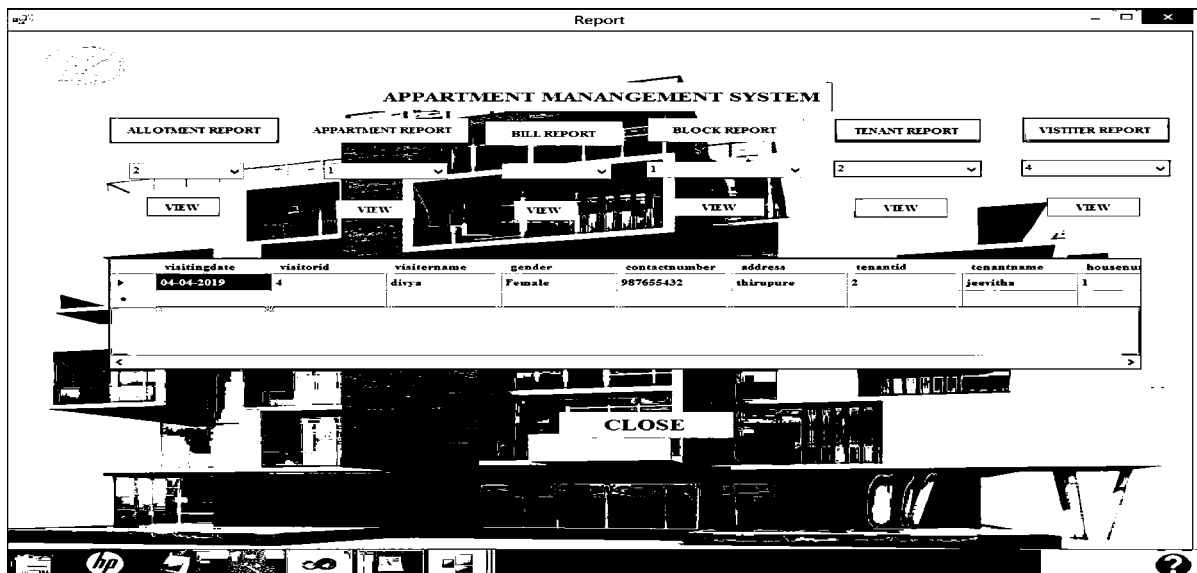 Report
APPARTMENT MANANGEMENT SYSTEM
ALLOTMENT REPORT APPARTMENT REPORT BILL REPORT BLOCK REPORT TENANT REPORT VISTITER REPORT
2 1 1 2 4
VIEW VIEW VIEW VIEW VIEW VIEW
visitingdate visitorid visitername gender contactnumber address tenantid tenantname housenu
04-04-2019 4 divya Female 987655432 thirupure 2 jeevitha 1
CLOSE
hp
?